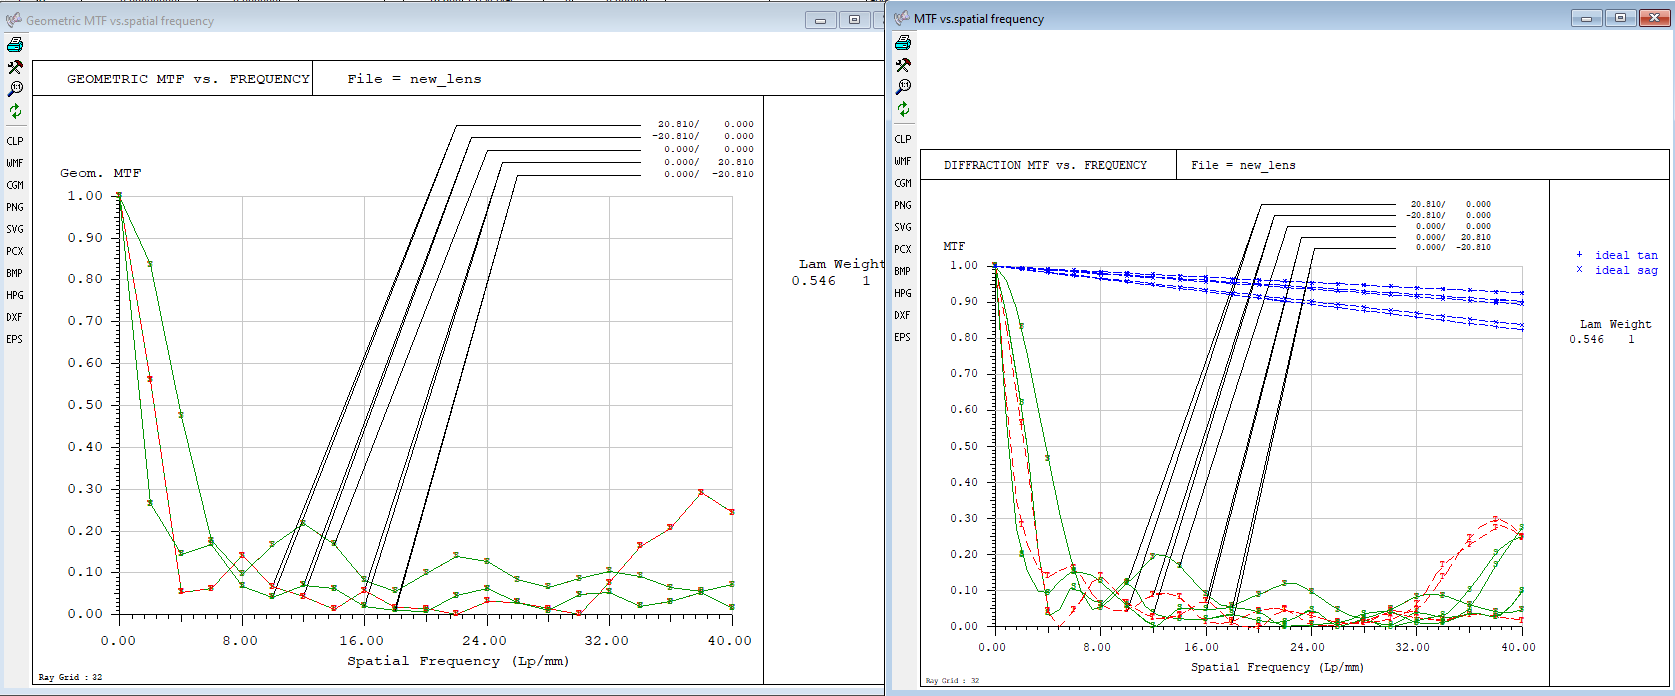 Geometric MTF vs.spatial frequency
GEOMETRIC MTF vs. FREQUENCY
File = new_lens
CLP
WMF
CGM
PNG
SVG
PCX
BMP
HPG
DXF
EPS
20.810/ 0.000
-20.810/ 0.000
0.000/ 0.000
0.000/ 20.810
0.000/ -20.810
Geom. MTF
1.00
0.90
0.80
0.70
0.60
0.50
0.40
0.30
0.20
0.10
0.00
0.00 8.00 16.00 24.00 32.00 40.00
Spatial Frequency (Lp/mm)
Lam Weight
0.546 1
Ray Grid : 32
MTF vs.spatial frequency
DIFFRACTION MTF vs. FREQUENCY
File = new_lens
CLP
WMF
CGM
PNG
SVG
PCX
BMP
HPG
DXF
EPS
20.810/ 0.000
-20.810/ 0.000
0.000/ 0.000
0.000/ 20.810
0.000/ -20.810
MTF
1.00
0.90
0.80
0.70
0.60
0.50
0.40
0.30
0.20
0.10
0.00
0.00 8.00 16.00 24.00 32.00 40.00
Spatial Frequency (Lp/mm)
+ ideal tan
x ideal sag
Lam Weight
0.546 1
Ray Grid : 32